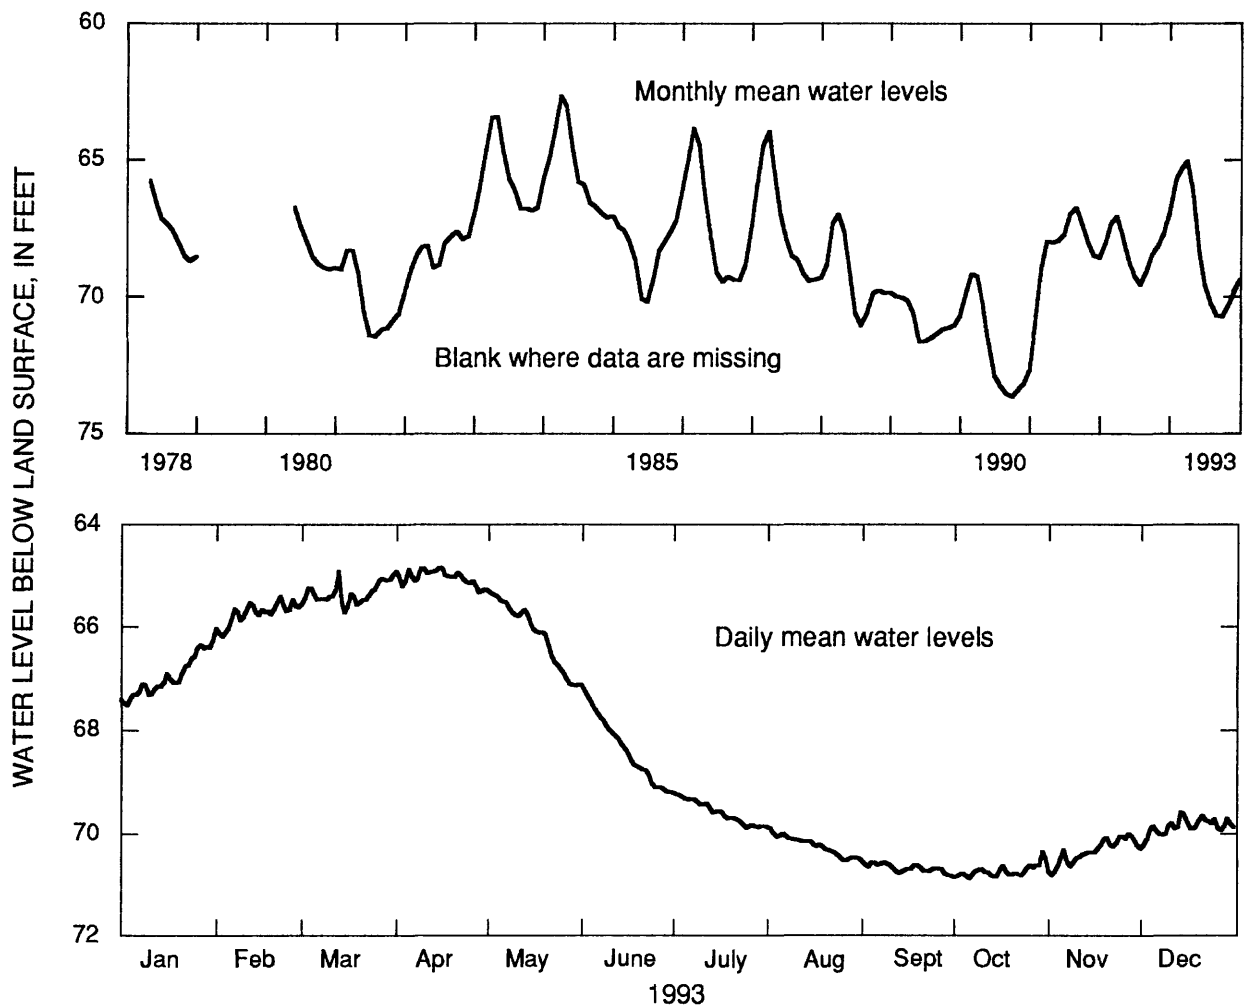 WATER LEVEL BELOW LAND SURFACE, IN FEET
60
65
70
75
Monthly mean water levels
Blank where data are missing
1978 1980 1985 1990 1993
64
66
68
70
72
Daily mean water levels
Jan Feb Mar Apr May June July Aug Sept Oct Nov Dec
1993